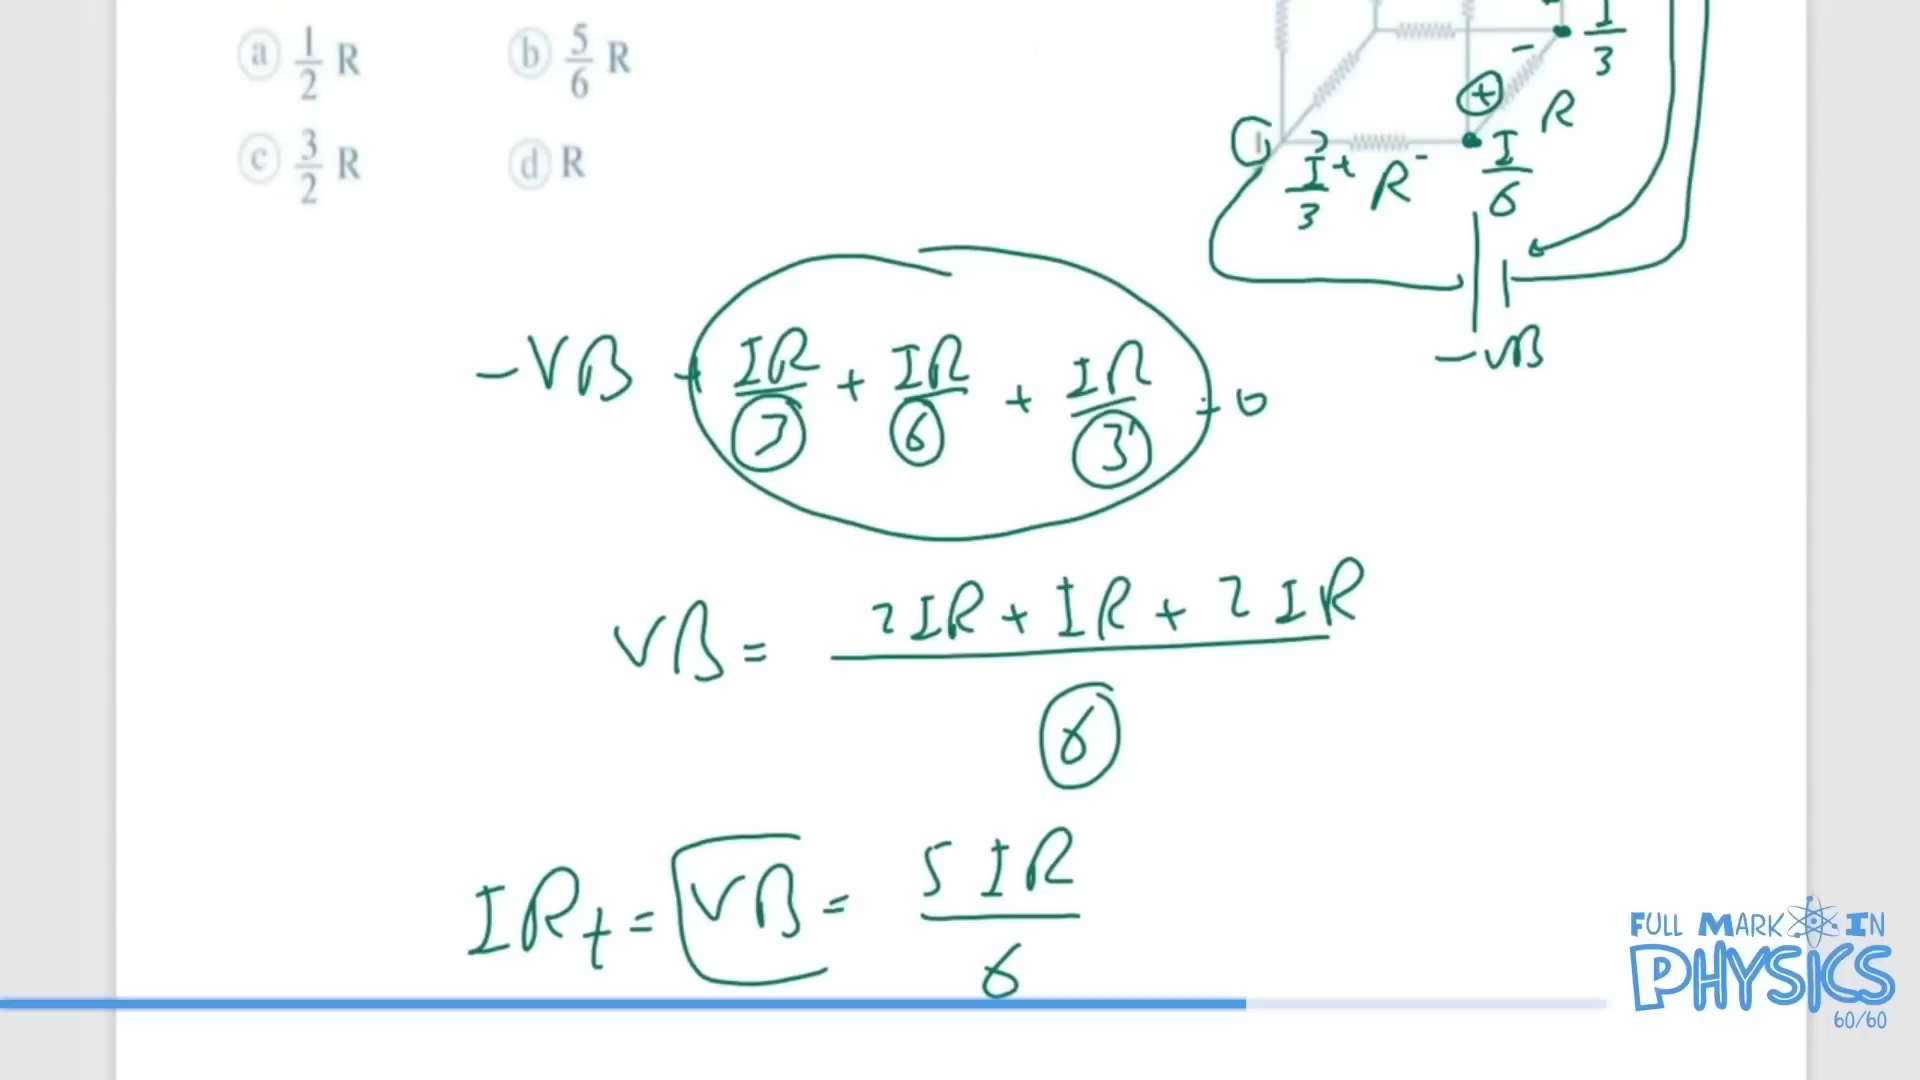 a 1/2 R b 5/6 R
c 3/2 R d R
I/3
+ - R
1 I/3 + R - I/6
-VB
-VB + IR/3 + IR/6 + IR/3 = 0
VB = 2IR + IR + 2IR / 6
IRt = VB = 5IR / 6
FULL MARK IN
PHYSICS
60/60